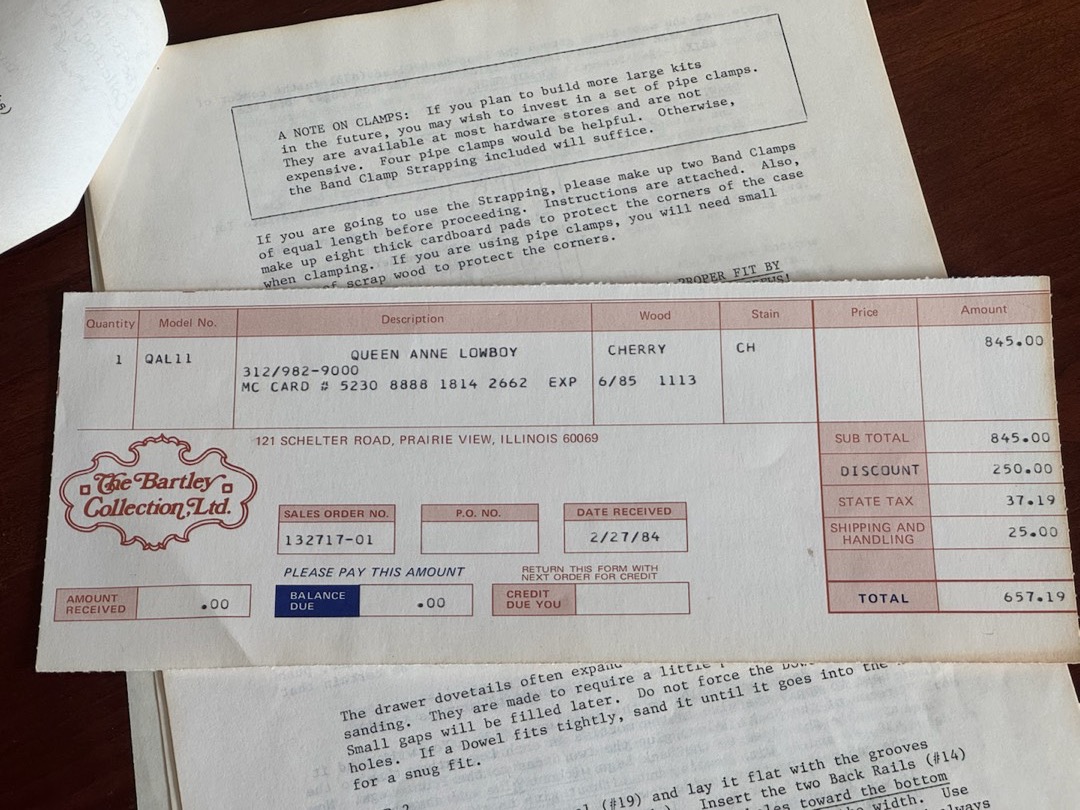 A NOTE ON CLAMPS: If you plan to build more large kits
in the future, you may wish to invest in a set of pipe clamps.
They are available at most hardware stores and are not
expensive. Four pipe clamps would be helpful. Otherwise,
the Band Clamp Strapping included will suffice.
If you are going to use the Strapping, please make up two Band Clamps
of equal length before proceeding. Instructions are attached. Also,
make up eight thick cardboard pads to protect the corners of the case
when clamping. If you are using pipe clamps, you will need small
of scrap wood to protect the corners.
PROPER FIT BY
Quantity Model No. Description Wood Stain Price Amount
1 QAL11 QUEEN ANNE LOWBOY CHERRY CH 845.00
312/982-9000
MC CARD # 5230 8888 1814 2662 EXP 6/85 1113
121 SCHELTER ROAD, PRAIRIE VIEW, ILLINOIS 60069
The Bartley
Collection, Ltd.
SUB TOTAL 845.00
DISCOUNT 250.00
STATE TAX 37.19
SHIPPING AND
HANDLING 25.00
TOTAL 657.19
SALES ORDER NO. P.O. NO. DATE RECEIVED
132717-01 2/27/84
PLEASE PAY THIS AMOUNT
RETURN THIS FORM WITH
NEXT ORDER FOR CREDIT
AMOUNT
RECEIVED .00
BALANCE
DUE .00
CREDIT
DUE YOU
The drawer dovetails often expand
sanding. They are made to require a little
Small gaps will be filled later. Do not force the
holes. If a Dowel fits tightly, sand it until it goes into the
for a snug fit.
(#19) and lay it flat with the grooves
Insert the two Back Rails (#14)
toward the bottom
width. Use
always